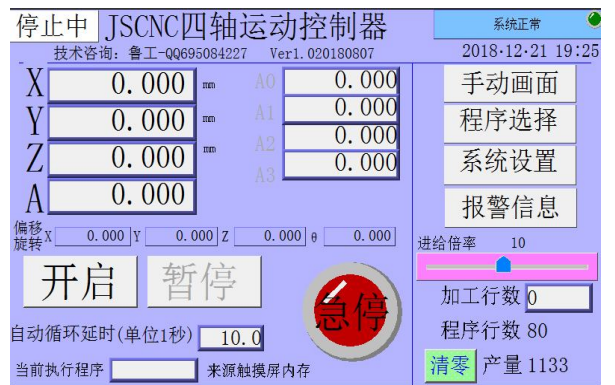 停止中 JSCNC四轴运动控制器 系统正常
技术咨询：鲁工-QQ695084227 Ver1.020180807 2018-12-21 19:25
X 0.000 mm A0 0.000 手动画面
Y 0.000 mm A1 0.000 程序选择
Z 0.000 mm A2 0.000 系统设置
A 0.000 A3 0.000 报警信息
偏移旋转 X 0.000 Y 0.000 Z 0.000 θ 0.000
进给倍率 10
开启 暂停 急停
加工行数 0
自动循环延时(单位1秒) 10.0 程序行数 80
当前执行程序 来源触摸屏内存 清零 产量 1133